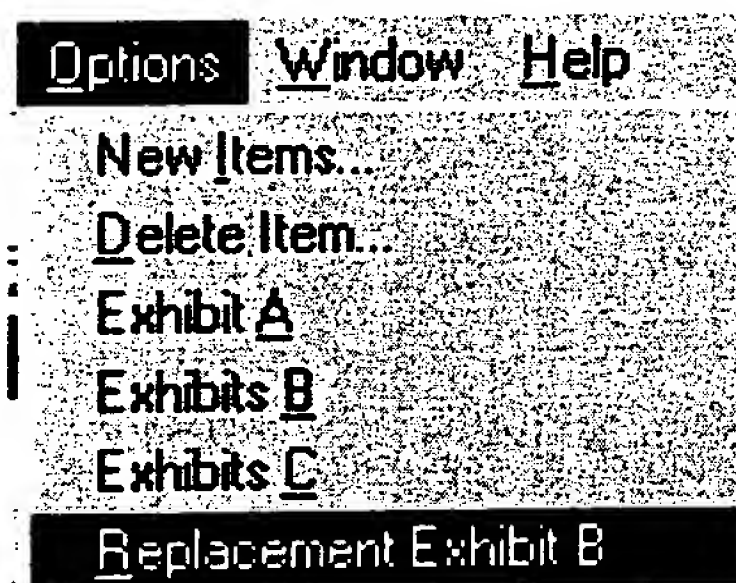 Options Window Help
New Items...
Delete Item...
Exhibit A
Exhibits B
Exhibits C
Replacement Exhibit B